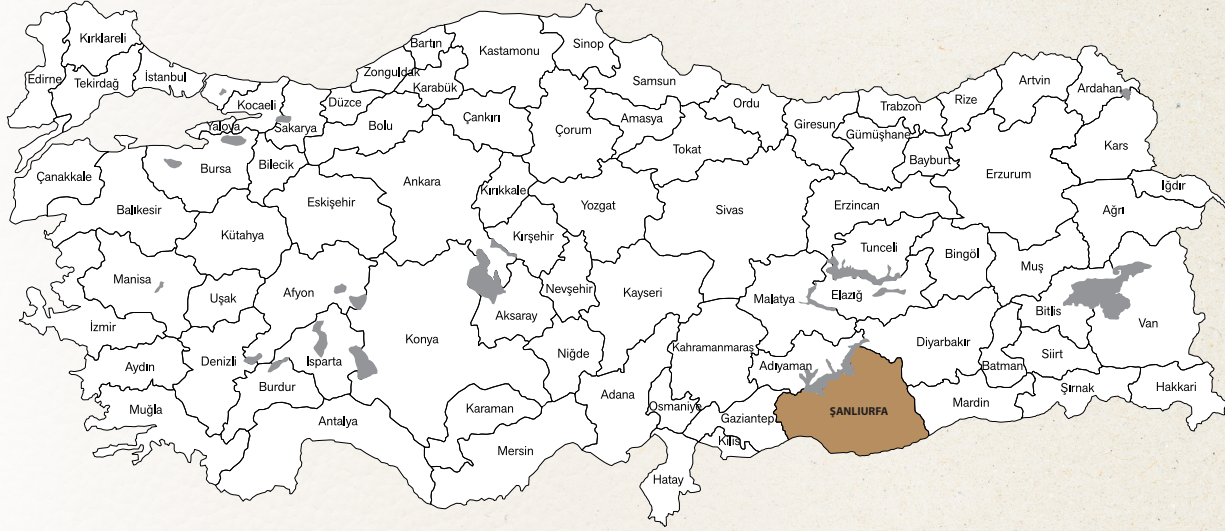 Kırklareli
Edirne
Tekirdağ
İstanbul
Kocaeli
Yalova
Sakarya
Düzce
Zonguldak
Bartın
Karabük
Kastamonu
Sinop
Samsun
Ordu
Giresun
Trabzon
Rize
Artvin
Ardahan
Bolu
Çankırı
Çorum
Amasya
Tokat
Gümüşhane
Bayburt
Kars
Iğdır
Çanakkale
Bursa
Bilecik
Eskişehir
Ankara
Kırıkkale
Yozgat
Sivas
Erzincan
Erzurum
Ağrı
Balıkesir
Kütahya
Kırşehir
Tunceli
Bingöl
Muş
Manisa
Uşak
Afyon
Aksaray
Nevşehir
Kayseri
Malatya
Elazığ
Bitlis
Van
İzmir
Konya
Niğde
Kahramanmaraş
Adıyaman
Diyarbakır
Batman
Siirt
Aydın
Denizli
Isparta
Burdur
Muğla
Antalya
Karaman
Mersin
Adana
Osmaniye
Gaziantep
Kilis
Hatay
ŞANLIURFA
Mardin
Şırnak
Hakkari